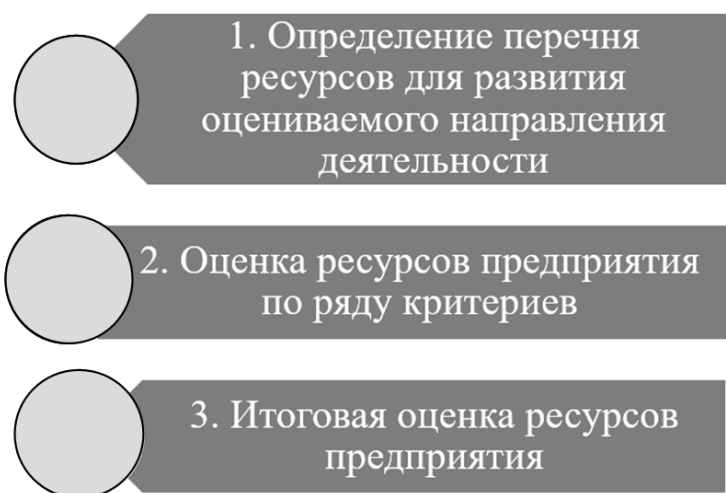 1. Определение перечня
ресурсов для развития
оцениваемого направления
деятельности
2. Оценка ресурсов предприятия
по ряду критериев
3. Итоговая оценка ресурсов
предприятия